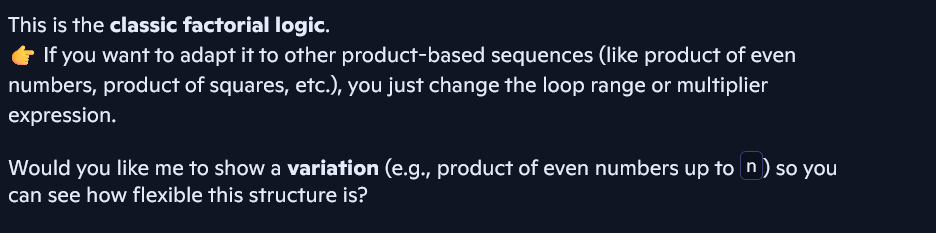 This is the classic factorial logic.
👉 If you want to adapt it to other product-based sequences (like product of even
numbers, product of squares, etc.), you just change the loop range or multiplier
expression.
Would you like me to show a variation (e.g., product of even numbers up to n) so you
can see how flexible this structure is?